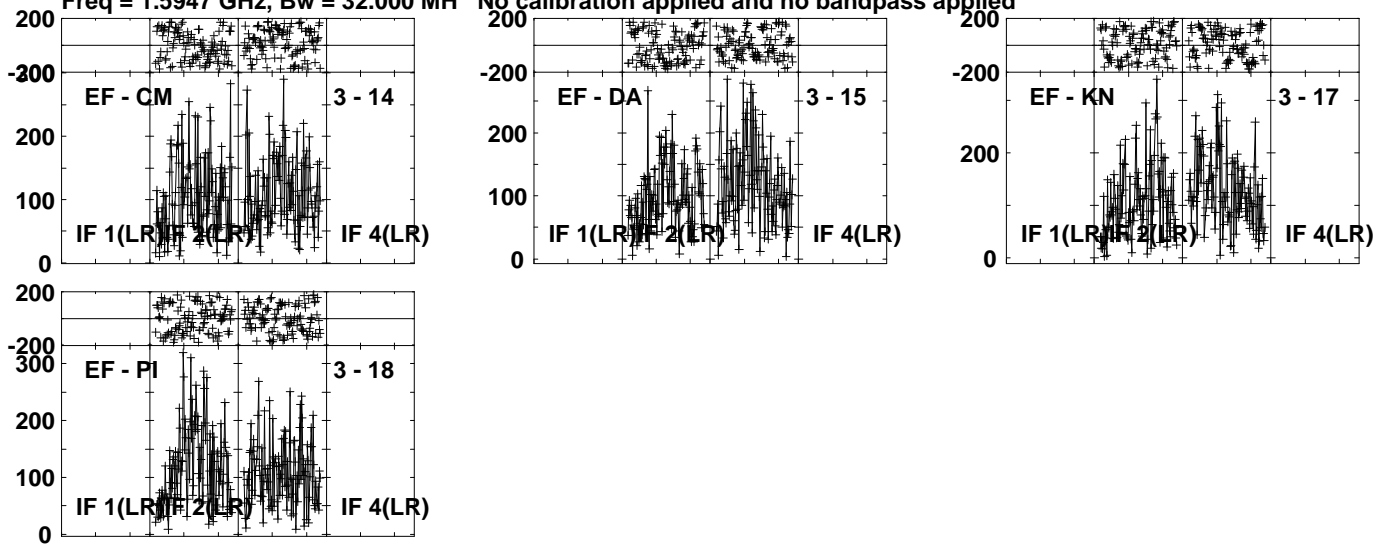 Freq = 1.5947 GHz, Bw = 32.000 MH   No calibration applied and no bandpass applied
200 200 200
-200 -200 -200
300
EF - CM 3 - 14 EF - DA 3 - 15 EF - KN 3 - 17
200 200 200
100 100
IF 1(LR) IF 2(LR) IF 4(LR) IF 1(LR) IF 2(LR) IF 4(LR) IF 1(LR) IF 2(LR) IF 4(LR)
0 0 0
200
-200
300
EF - PI 3 - 18
200
100
IF 1(LR) IF 2(LR) IF 4(LR)
0